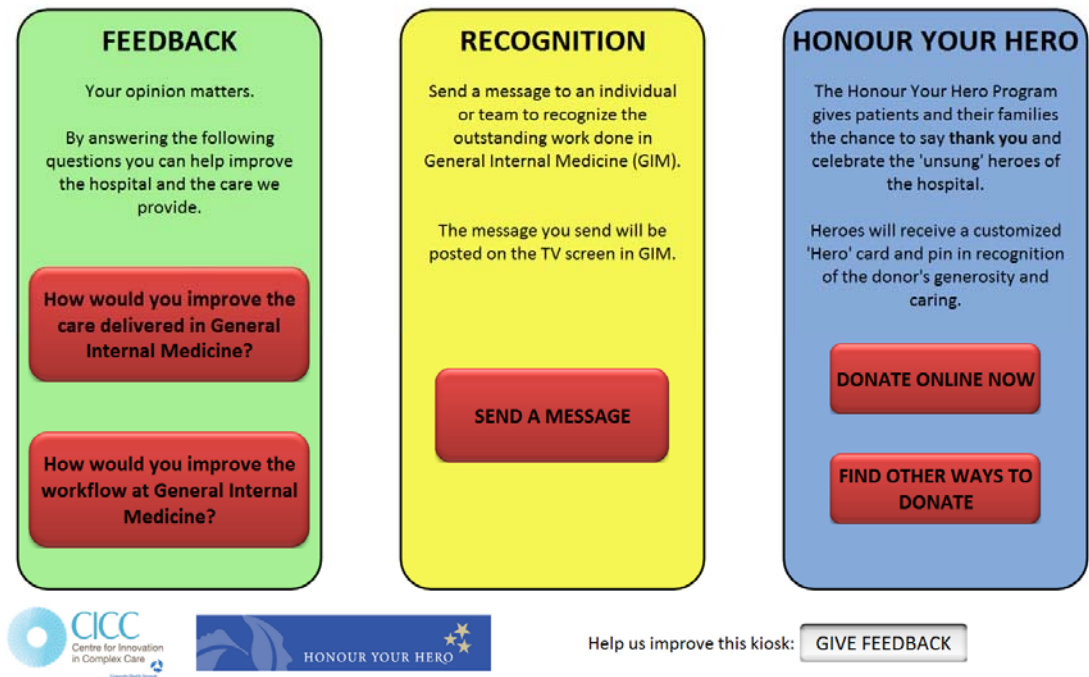 FEEDBACK
Your opinion matters.
By answering the following
questions you can help improve
the hospital and the care we
provide.
How would you improve the
care delivered in General
Internal Medicine?
How would you improve the
workflow at General Internal
Medicine?
RECOGNITION
Send a message to an individual
or team to recognize the
outstanding work done in
General Internal Medicine (GIM).
The message you send will be
posted on the TV screen in GIM.
SEND A MESSAGE
HONOUR YOUR HERO
The Honour Your Hero Program
gives patients and their families
the chance to say thank you and
celebrate the 'unsung' heroes of
the hospital.
Heroes will receive a customized
'Hero' card and pin in recognition
of the donor's generosity and
caring.
DONATE ONLINE NOW
FIND OTHER WAYS TO
DONATE
CICC
Centre for Innovation
in Complex Care
HONOUR YOUR HERO
Help us improve this kiosk: GIVE FEEDBACK